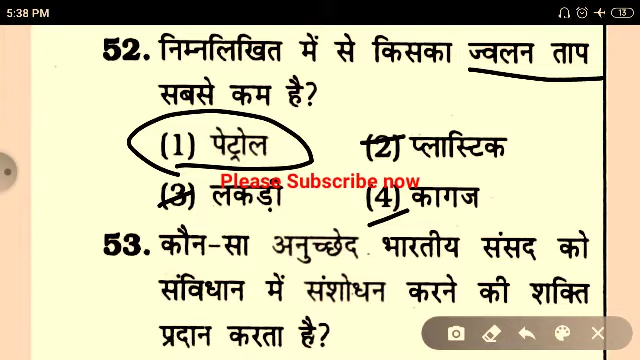 5:38 PM 13
52. निम्नलिखित में से किसका ज्वलन ताप
सबसे कम है?
(1) पेट्रोल (2) प्लास्टिक
Please Subscribe now
(3) लकड़ी (4) कागज
53. कौन-सा अनुच्छेद भारतीय संसद को
संविधान में संशोधन करने की शक्ति
प्रदान करता है?